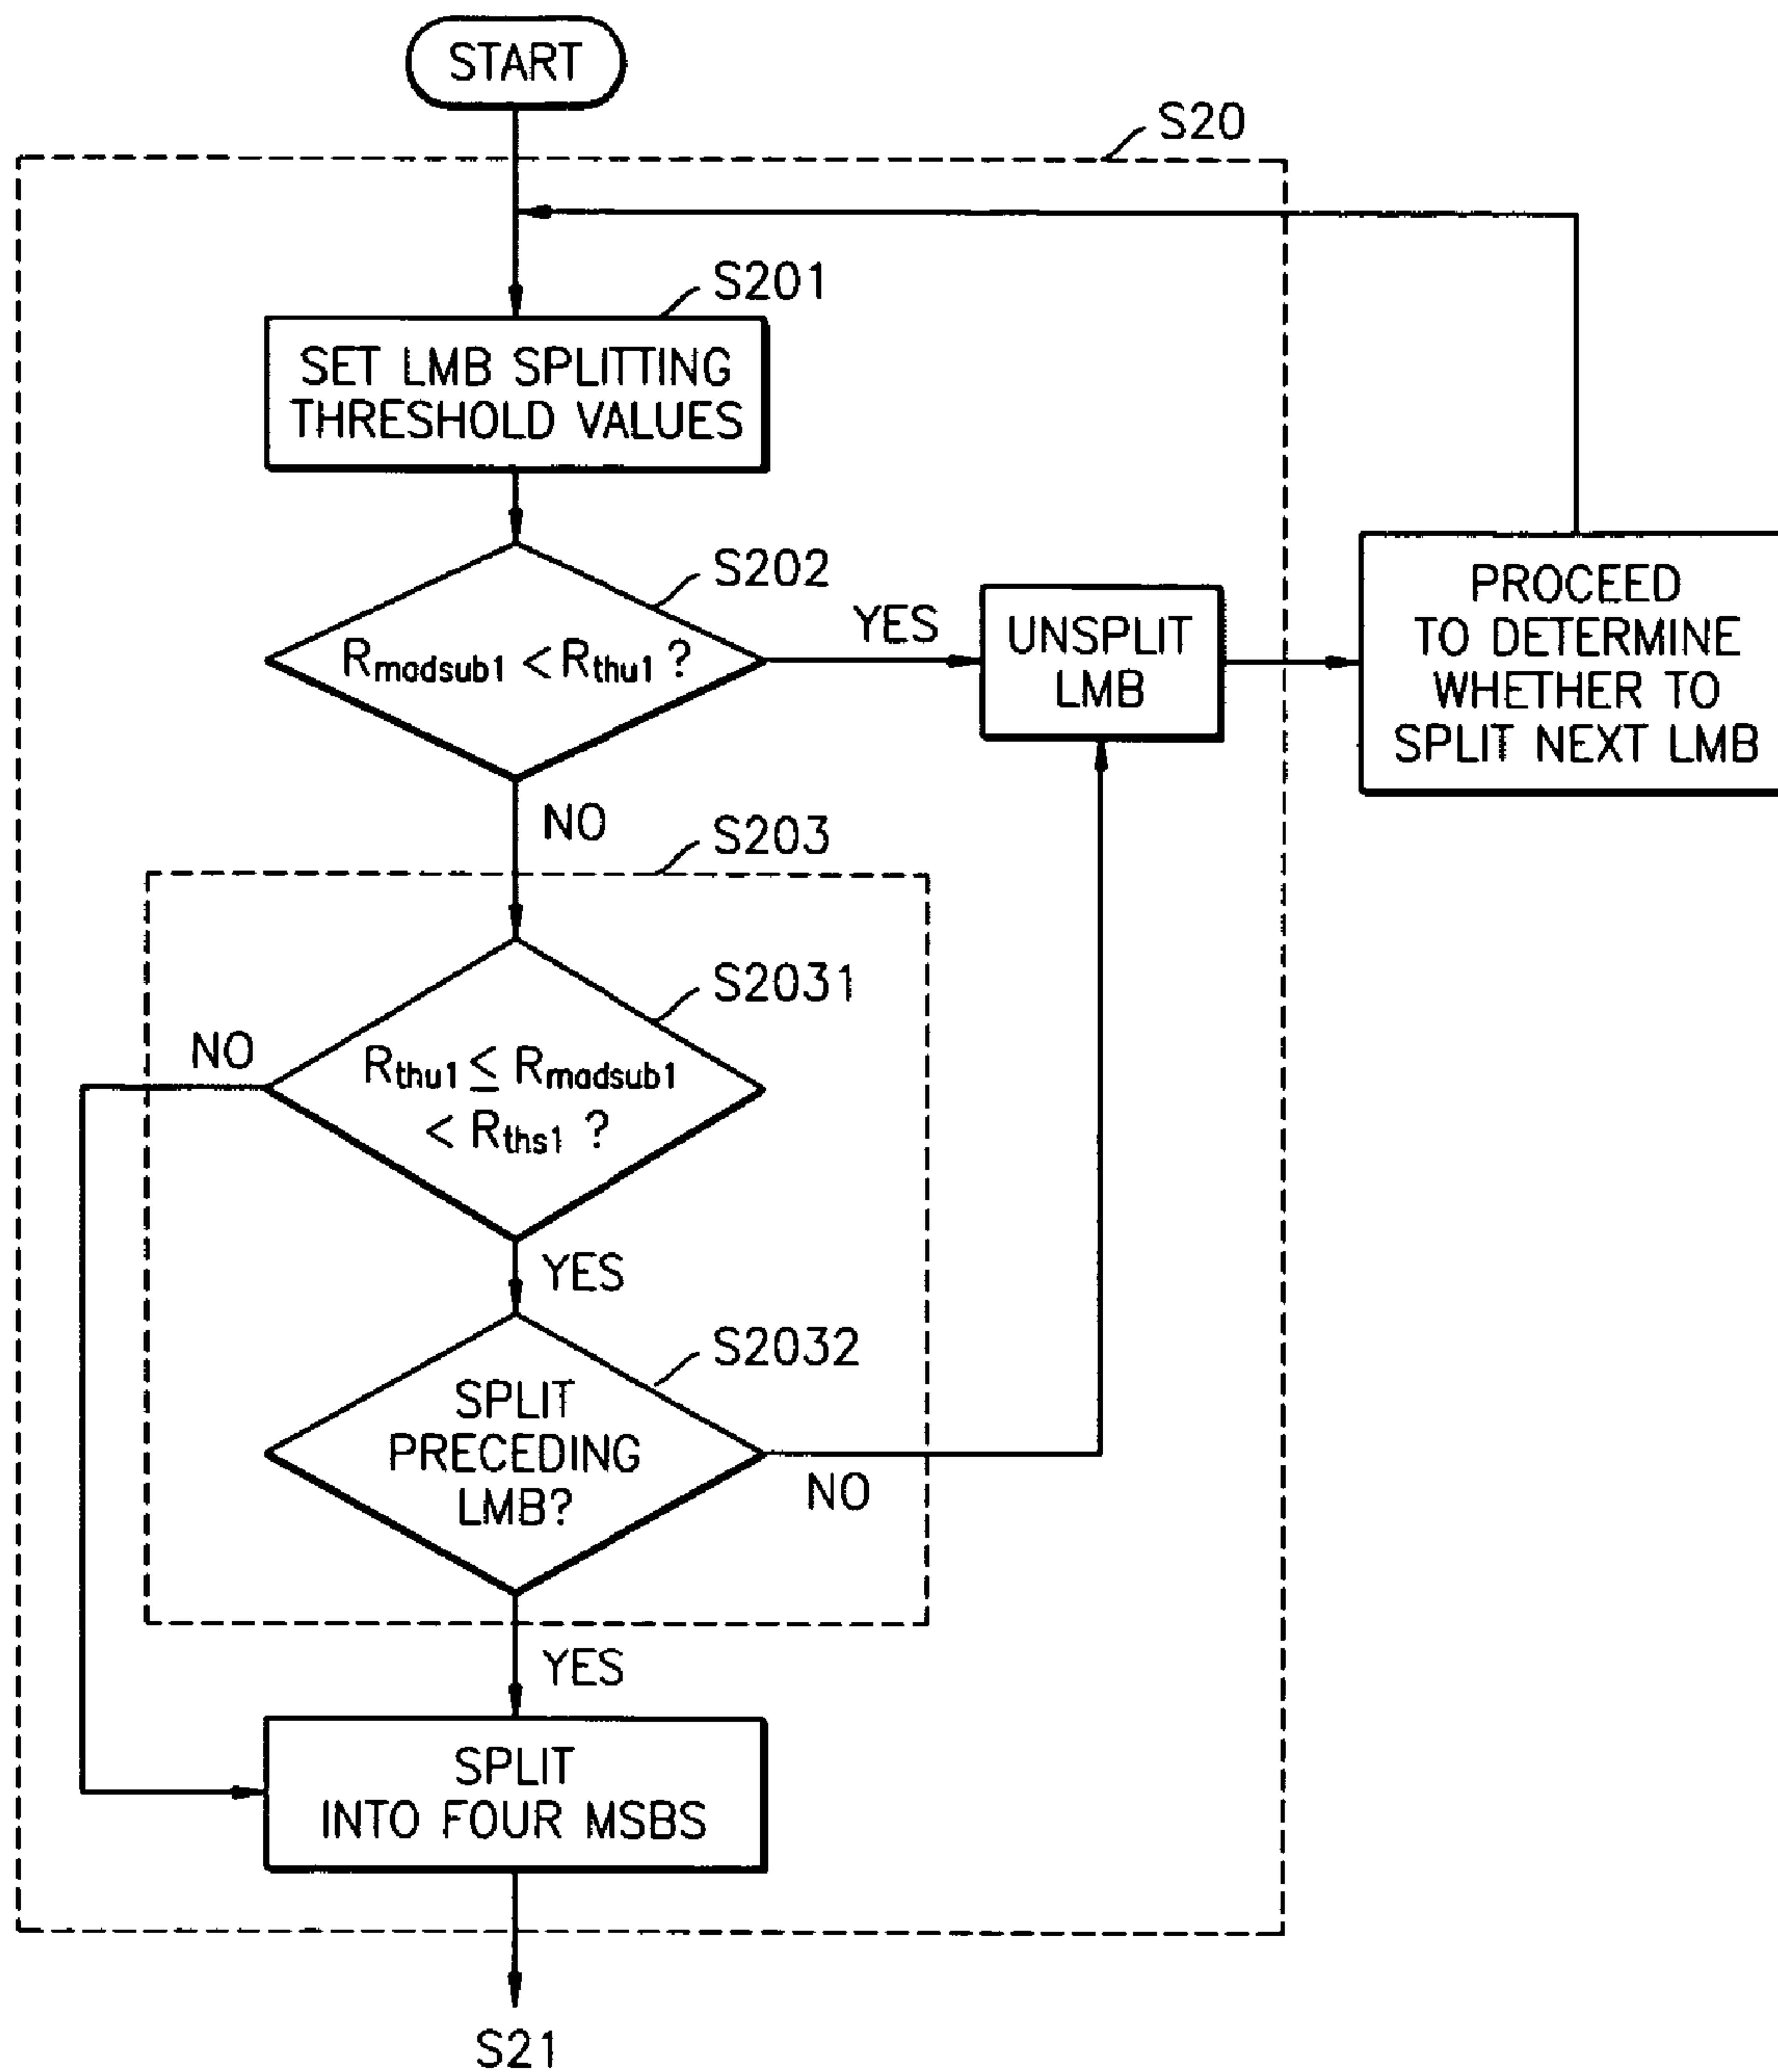 START
S20
S201
SET LMB SPLITTING
THRESHOLD VALUES
S202
Rmadsub1 < Rthu1 ?
YES
UNSPLIT
LMB
PROCEED
TO DETERMINE
WHETHER TO
SPLIT NEXT LMB
NO
S203
S2031
NO
Rthu1 ≤ Rmadsub1
< Rths1 ?
YES
S2032
SPLIT
PRECEDING
LMB?
NO
YES
SPLIT
INTO FOUR MSBS
S21